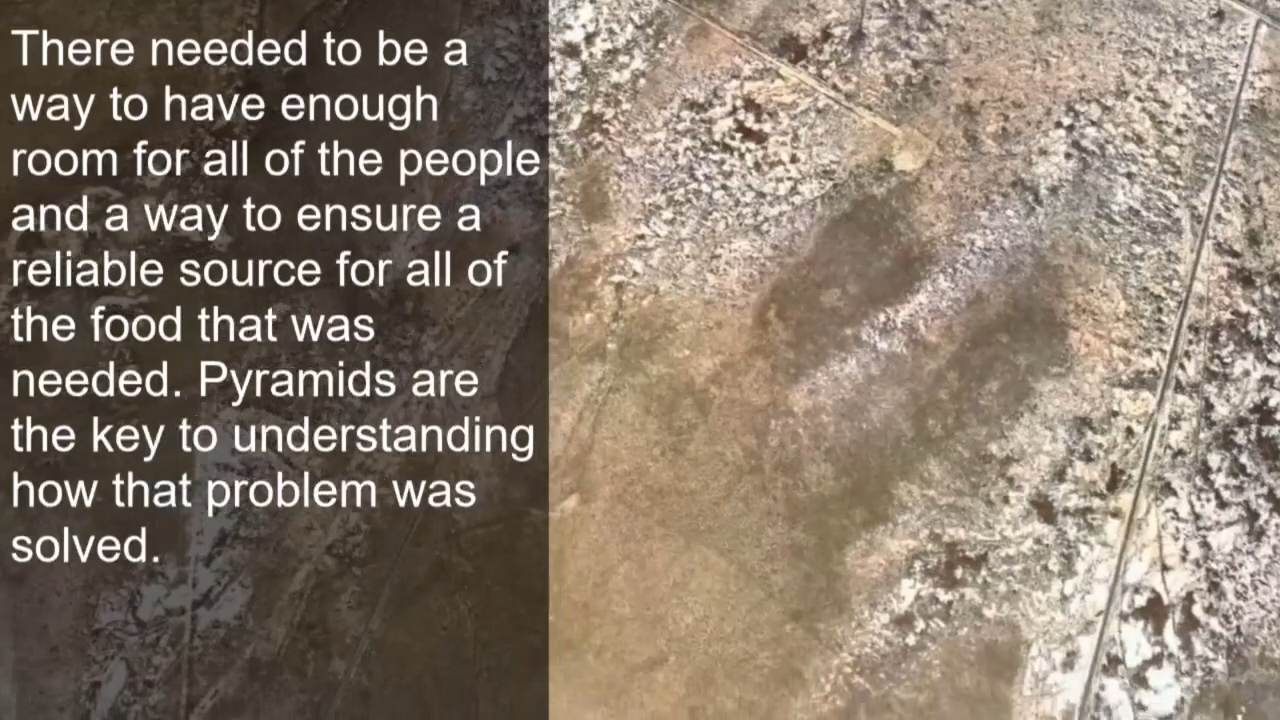 There needed to be a
way to have enough
room for all of the people
and a way to ensure a
reliable source for all of
the food that was
needed. Pyramids are
the key to understanding
how that problem was
solved.